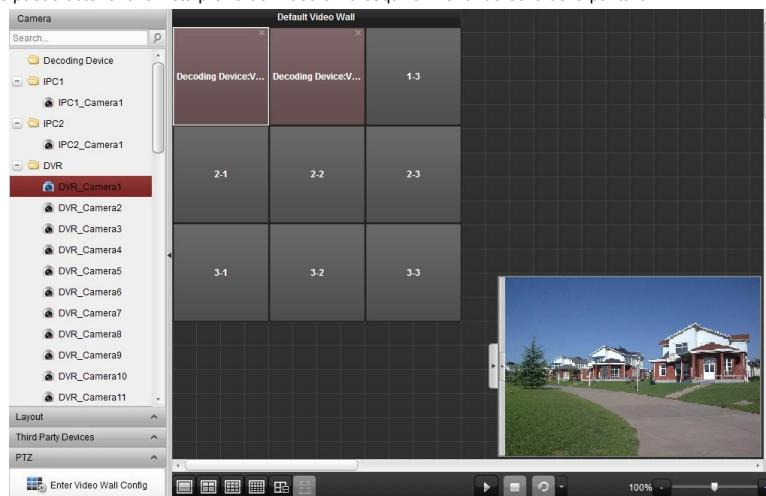 Camera
Search...
Decoding Device
IPC1
IPC1_Camera1
IPC2
IPC2_Camera1
DVR
DVR_Camera1
DVR_Camera2
DVR_Camera3
DVR_Camera4
DVR_Camera5
DVR_Camera6
DVR_Camera7
DVR_Camera8
DVR_Camera9
DVR_Camera10
DVR_Camera11
Layout
Third Party Devices
PTZ
Enter Video Wall Config
Default Video Wall
Decoding Device:V... Decoding Device:V... 1-3
2-1 2-2 2-3
3-1 3-2 3-3
100%